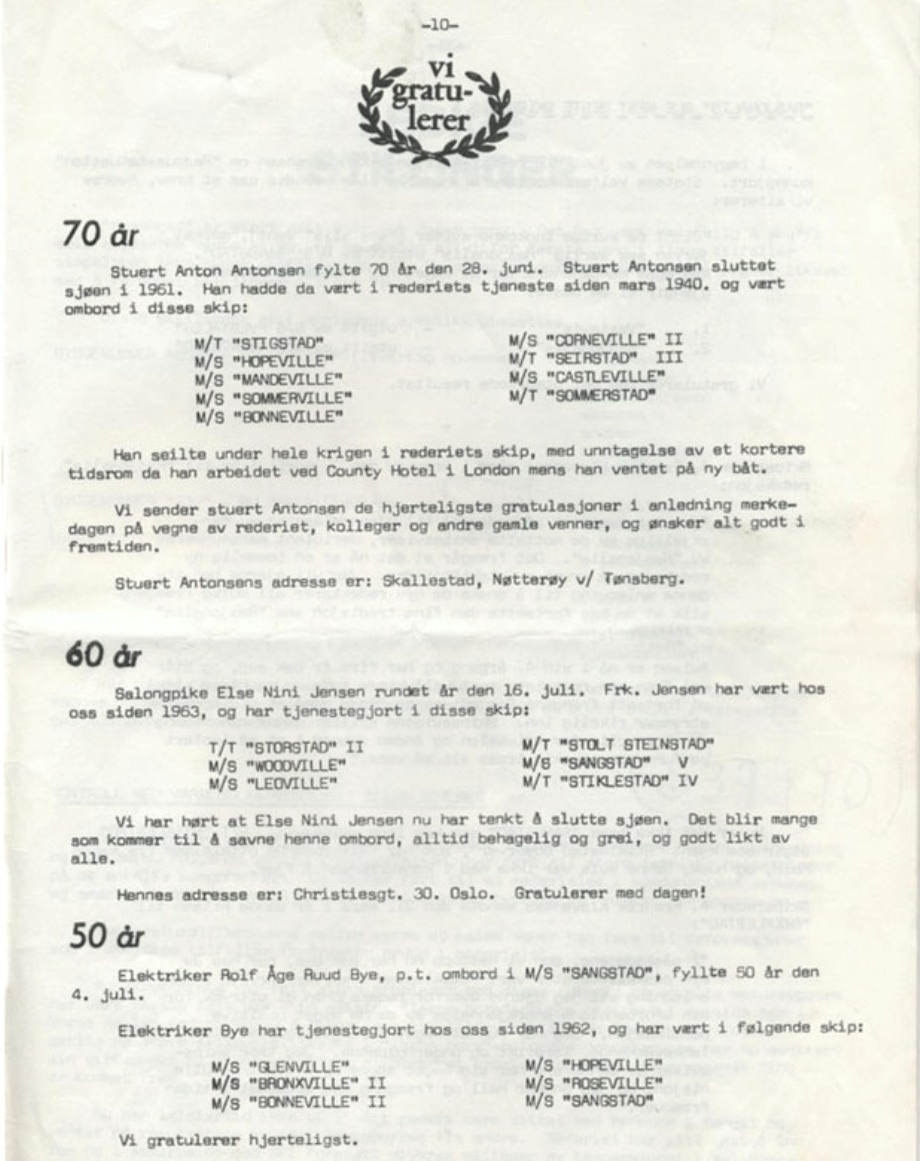 -10-
vi
gratu-
lerer
70 år
Stuert Anton Antonsen fylte 70 år den 28. juni. Stuert Antonsen sluttet
sjøen i 1961. Han hadde da vært i rederiets tjeneste siden mars 1940. og vært
ombord i disse skip:
M/T "STIGSTAD" M/S "CORNEVILLE" II
M/S "HOPEVILLE" M/T "SEIRSTAD" III
M/S "MANDEVILLE" M/S "CASTLEVILLE"
M/S "SOMMERVILLE" M/T "SOMMERSTAD"
M/S "BONNEVILLE"
Han seilte under hele krigen i rederiets skip, med unntagelse av et kortere
tidsrom da han arbeidet ved County Hotel i London mens han ventet på ny båt.
Vi sender stuert Antonsen de hjerteligste gratulasjoner i anledning merke-
dagen på vegne av rederiet, kolleger og andre gamle venner, og ønsker alt godt i
fremtiden.
Stuert Antonsens adresse er: Skallestad, Nøtterøy v/ Tønsberg.
60 år
Salongpike Else Nini Jensen rundet år den 16. juli. Frk. Jensen har vært hos
oss siden 1963, og har tjenestegjort i disse skip:
T/T "STORSTAD" II M/T "STOLT STEINSTAD"
M/S "WOODVILLE" M/S "SANGSTAD" V
M/S "LEOVILLE" M/T "STIKLESTAD" IV
Vi har hørt at Else Nini Jensen nu har tenkt å slutte sjøen. Det blir mange
som kommer til å savne henne ombord, alltid behagelig og grei, og godt likt av
alle.
Hennes adresse er: Christiesgt. 30. Oslo. Gratulerer med dagen!
50 år
Elektriker Rolf Åge Ruud Bye, p.t. ombord i M/S "SANGSTAD", fyllte 50 år den
4. juli.
Elektriker Bye har tjenestegjort hos oss siden 1962, og har vært i følgende skip:
M/S "GLENVILLE" M/S "HOPEVILLE"
M/S "BRONXVILLE" II M/S "ROSEVILLE"
M/S "BONNEVILLE" II M/S "SANGSTAD"
Vi gratulerer hjerteligst.